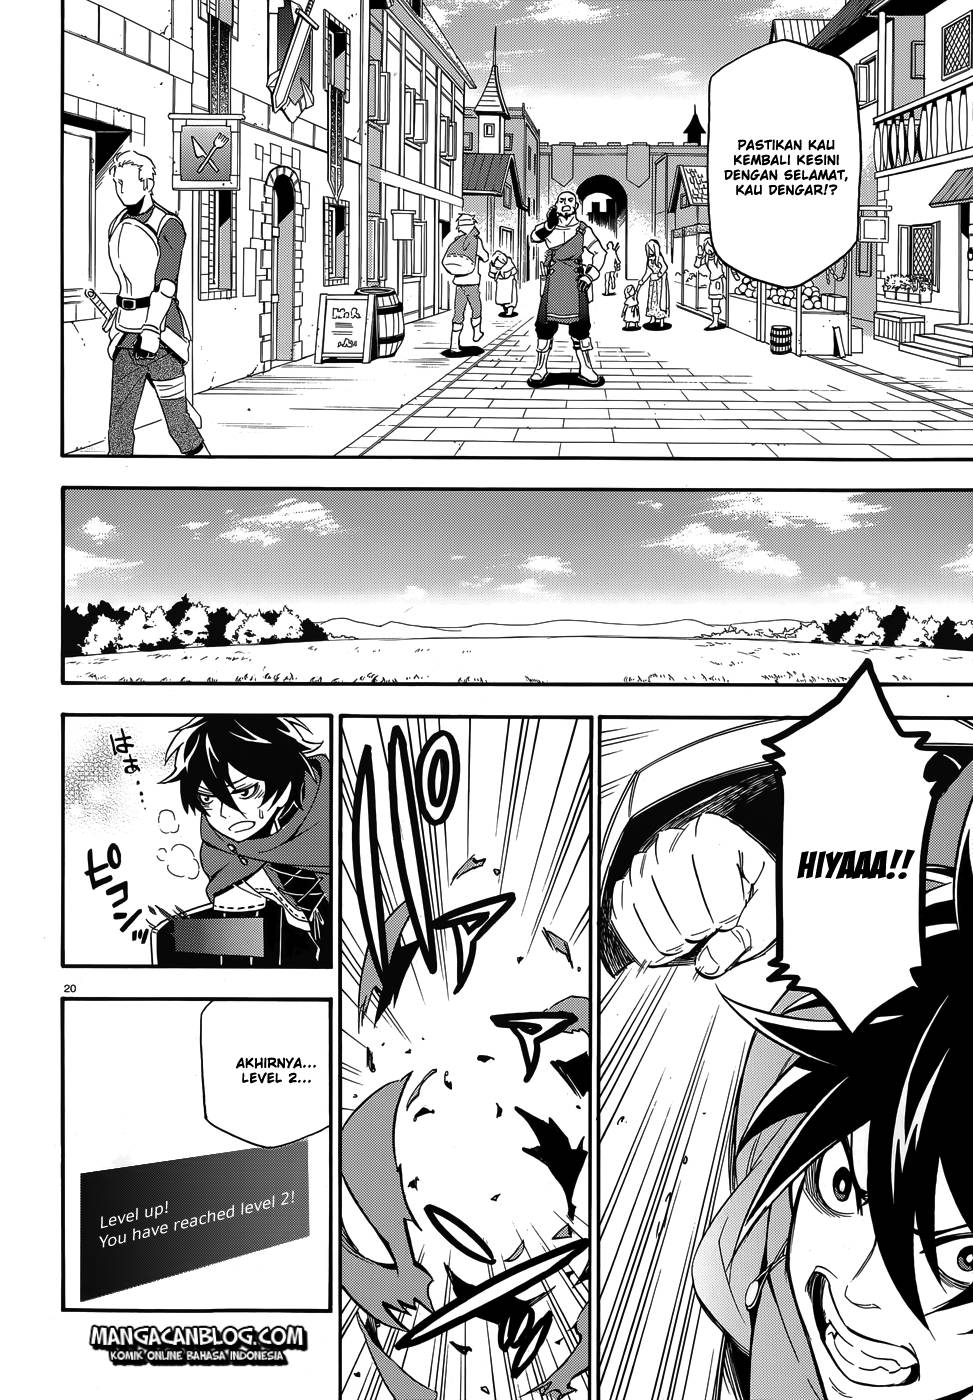 PASTIKAN KAU
KEMBALI KESINI
DENGAN SELAMAT,
KAU DENGAR!?
HIYAAA!!
はぁ…
ピコンッ
AKHIRNYA...
LEVEL 2...
Level up!
You have reached level 2!
20
MANGACANBLOG.COM
KOMIK ONLINE BAHASA INDONESIA